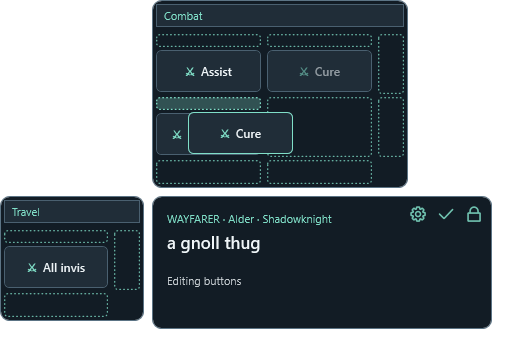 Combat
Assist
Cure
Cure
Travel
All invis
WAYFARER · Alder · Shadowknight
a gnoll thug
Editing buttons